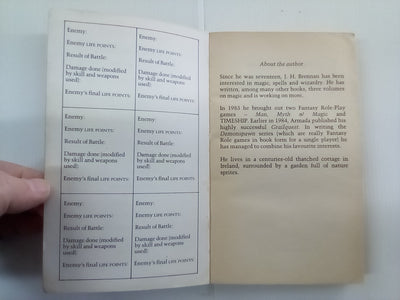 Enemy:
Enemy LIFE POINTS:
Result of Battle:
Damage done (modified
by skill and weapons
used):
Enemy's final LIFE POINTS:
Enemy:
Enemy LIFE POINTS:
Result of Battle:
Damage done (modified
by skill and weapons
used):
Enemy's final LIFE POINTS:
Enemy:
Enemy LIFE POINTS:
Result of Battle:
Damage done (modified
by skill and weapons
used):
Enemy's final LIFE POINTS:
Enemy:
Enemy LIFE POINTS:
Result of Battle:
Damage done (modified
by skill and weapons
used):
Enemy's final LIFE POINTS:
Enemy:
Enemy LIFE POINTS:
Result of Battle:
Damage done (modified
by skill and weapons
used):
Enemy's final LIFE POINTS:
Enemy:
Enemy LIFE POINTS:
Result of Battle:
Damage done (modified
by skill and weapons
used):
Enemy's final LIFE POINTS:
About the author
Since he was seventeen, J. H. Brennan has been
interested in magic, spells and wizardry. He has
written, among many other books, three volumes on
magic and is working on more.
In 1983 he brought out two Fantasy Role-Play
games – Man, Myth n' Magic and
TIMESHIP. Earlier in 1984, Armada published his
highly successful Grailquest. In writing the
Demonspawn series (which are really Fantasy
Role games in book form for a single player) he
has managed to combine his favourite interests.
He lives in a centuries-old thatched cottage in
Ireland, surrounded by a garden full of nature
sprites.